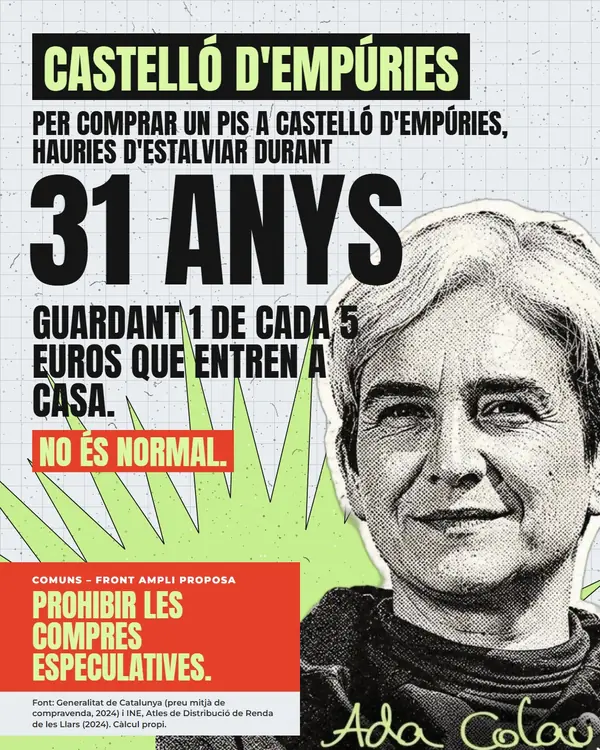 CASTELLÓ D'EMPÚRIES
PER COMPRAR UN PIS A CASTELLÓ D'EMPÚRIES,
HAURIES D'ESTALVIAR DURANT
31 ANYS
GUARDANT 1 DE CADA 5
EUROS QUE ENTREN A
CASA.
NO ÉS NORMAL.
COMUNS – FRONT AMPLI PROPOSA
PROHIBIR LES
COMPRES
ESPECULATIVES.
Font: Generalitat de Catalunya (preu mitjà de
compravenda, 2024) i INE, Atles de Distribució de Renda
de les Llars (2024). Càlcul propi.
Ada Colau